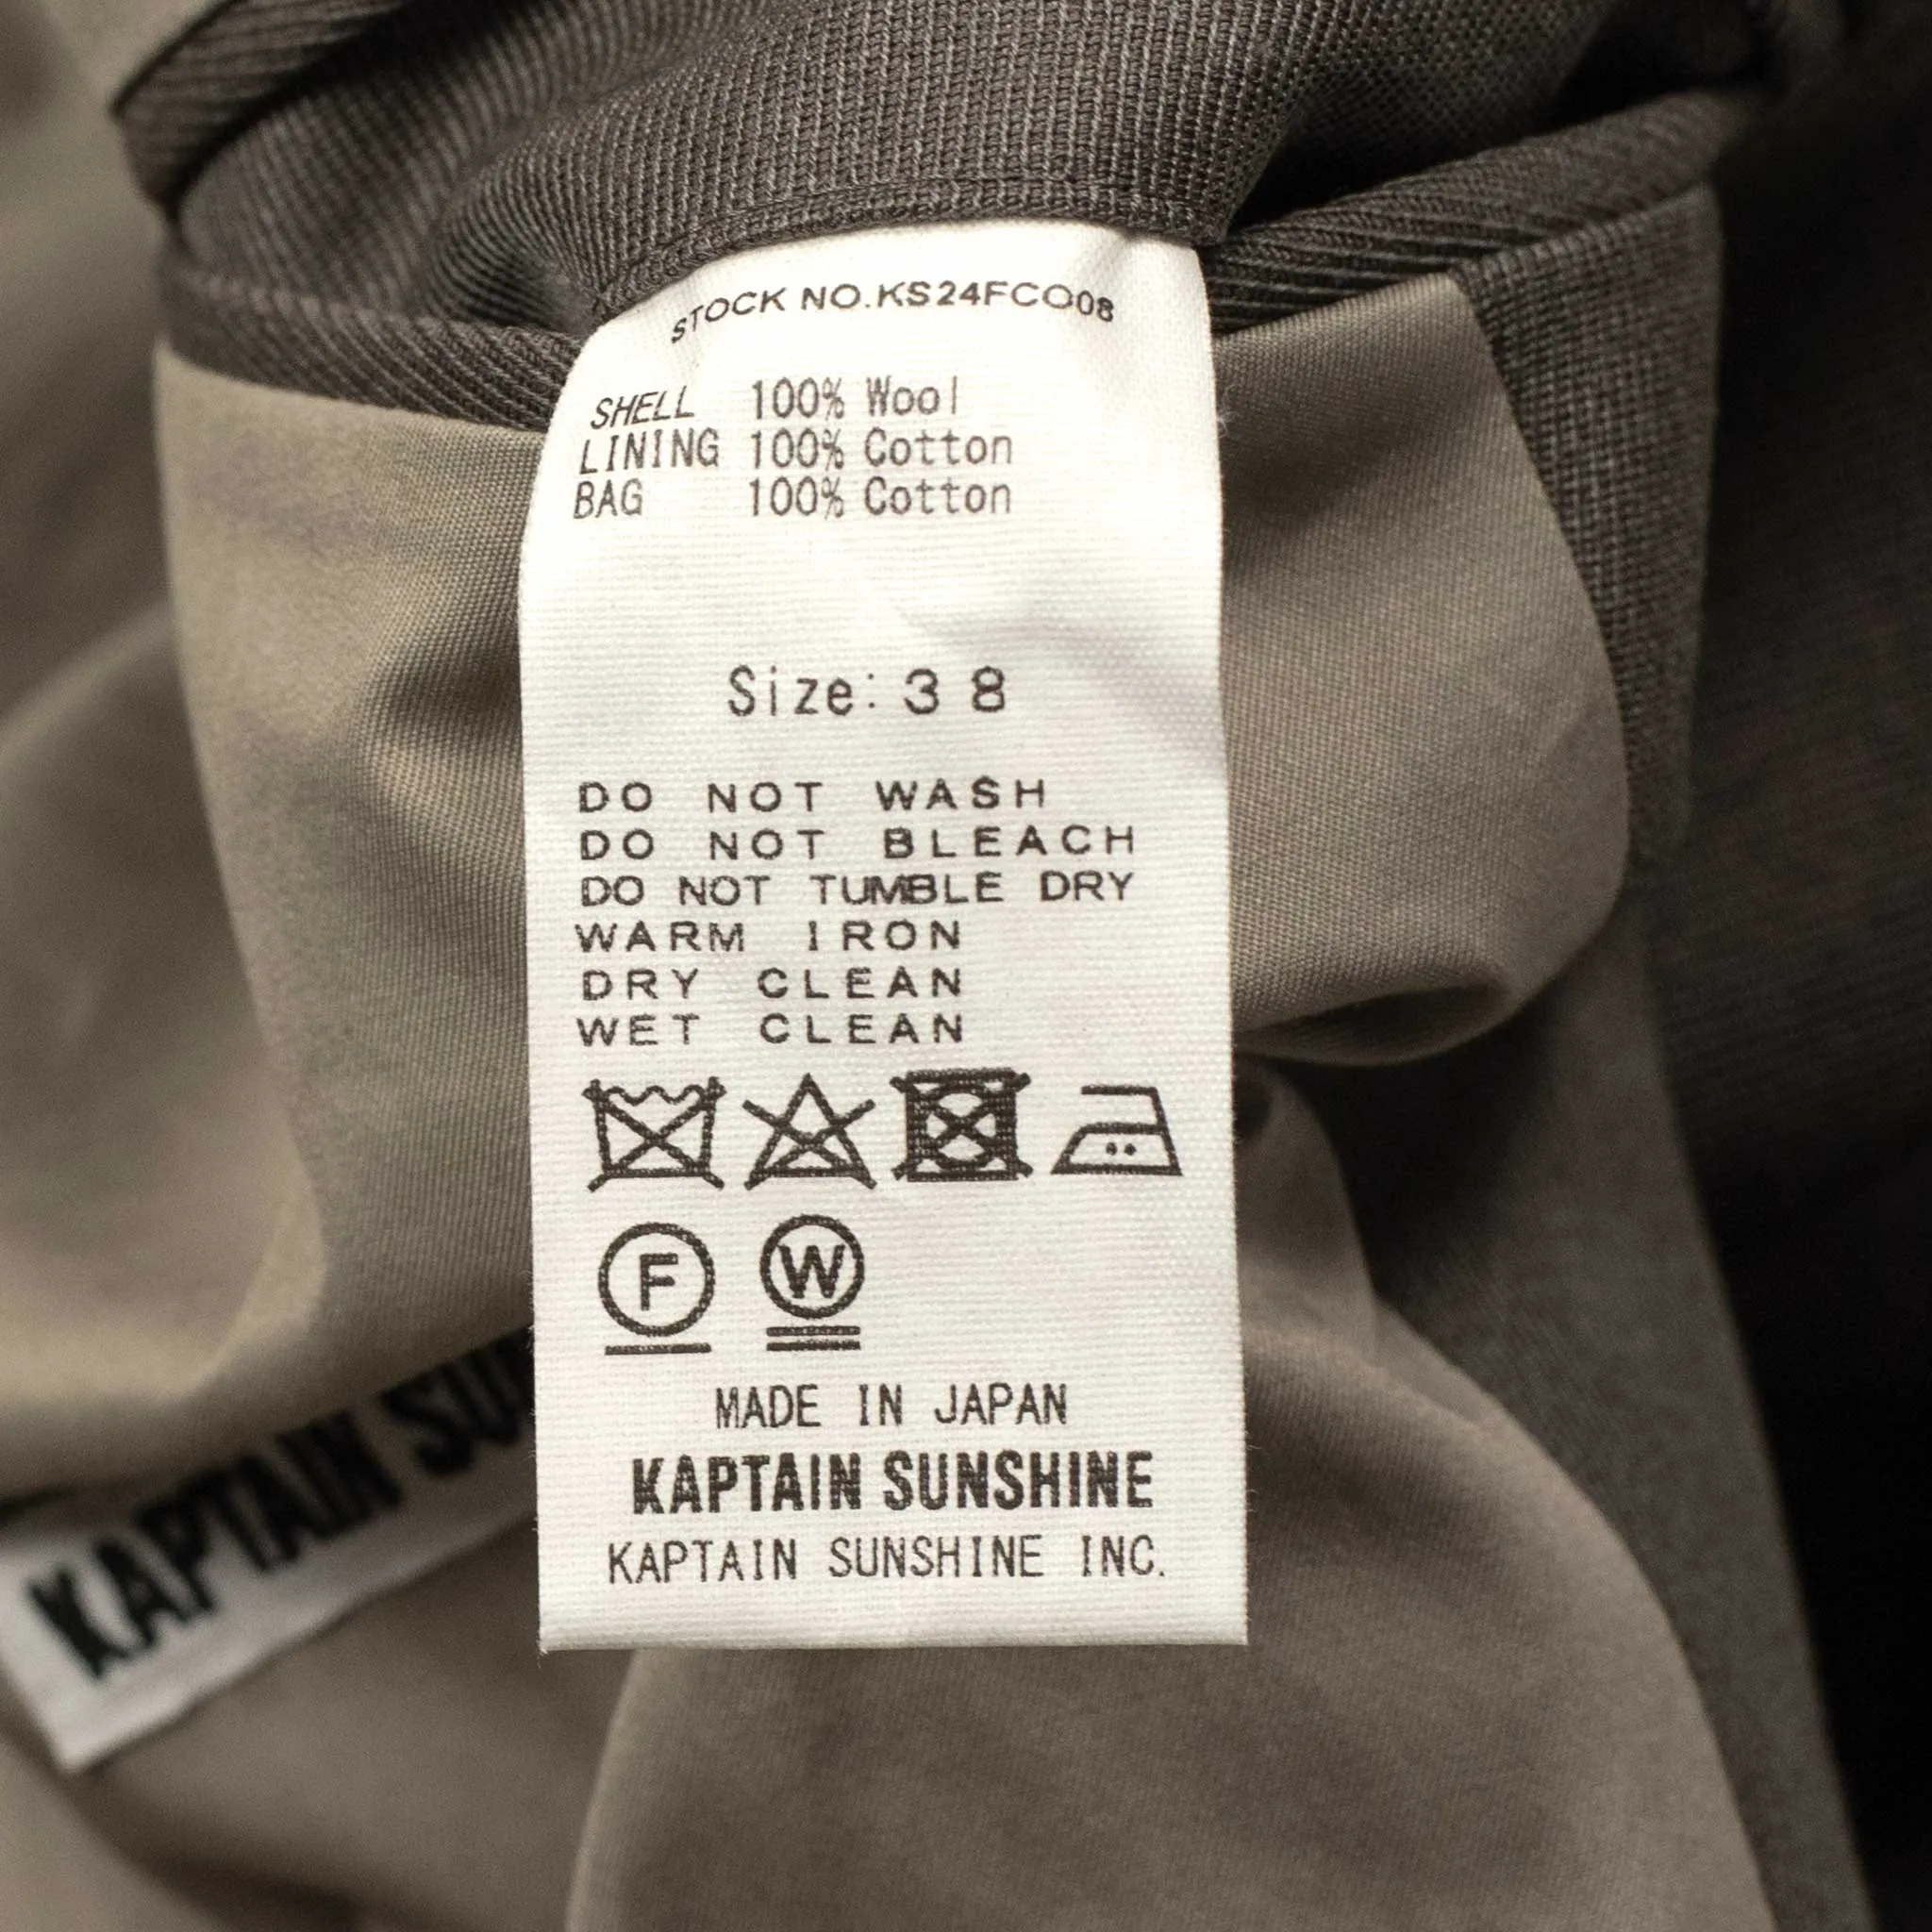 STOCK NO.KS24FCO08
SHELL 100% Wool
LINING 100% Cotton
BAG 100% Cotton
Size: 38
DO NOT WASH
DO NOT BLEACH
DO NOT TUMBLE DRY
WARM IRON
DRY CLEAN
WET CLEAN
F W
MADE IN JAPAN
KAPTAIN SUNSHINE
KAPTAIN SUNSHINE INC.
KAPTAIN SU